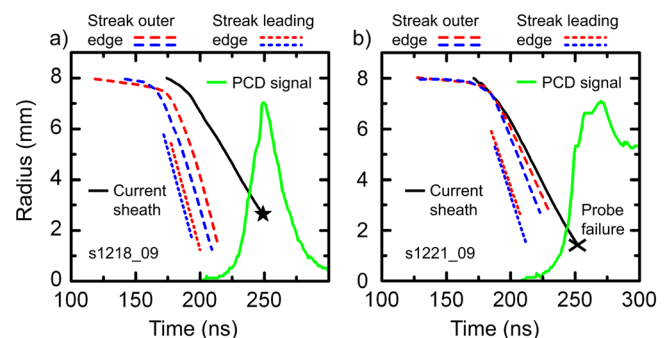 Streak outer edge
Streak leading edge
Streak outer edge
Streak leading edge
a)
b)
Radius (mm)
8
6
4
2
0
PCD signal
Current sheath
s1218_09
100 150 200 250
Time (ns)
8
6
4
2
0
PCD signal
Current sheath
Probe failure
s1221_09
100 150 200 250 300
Time (ns)